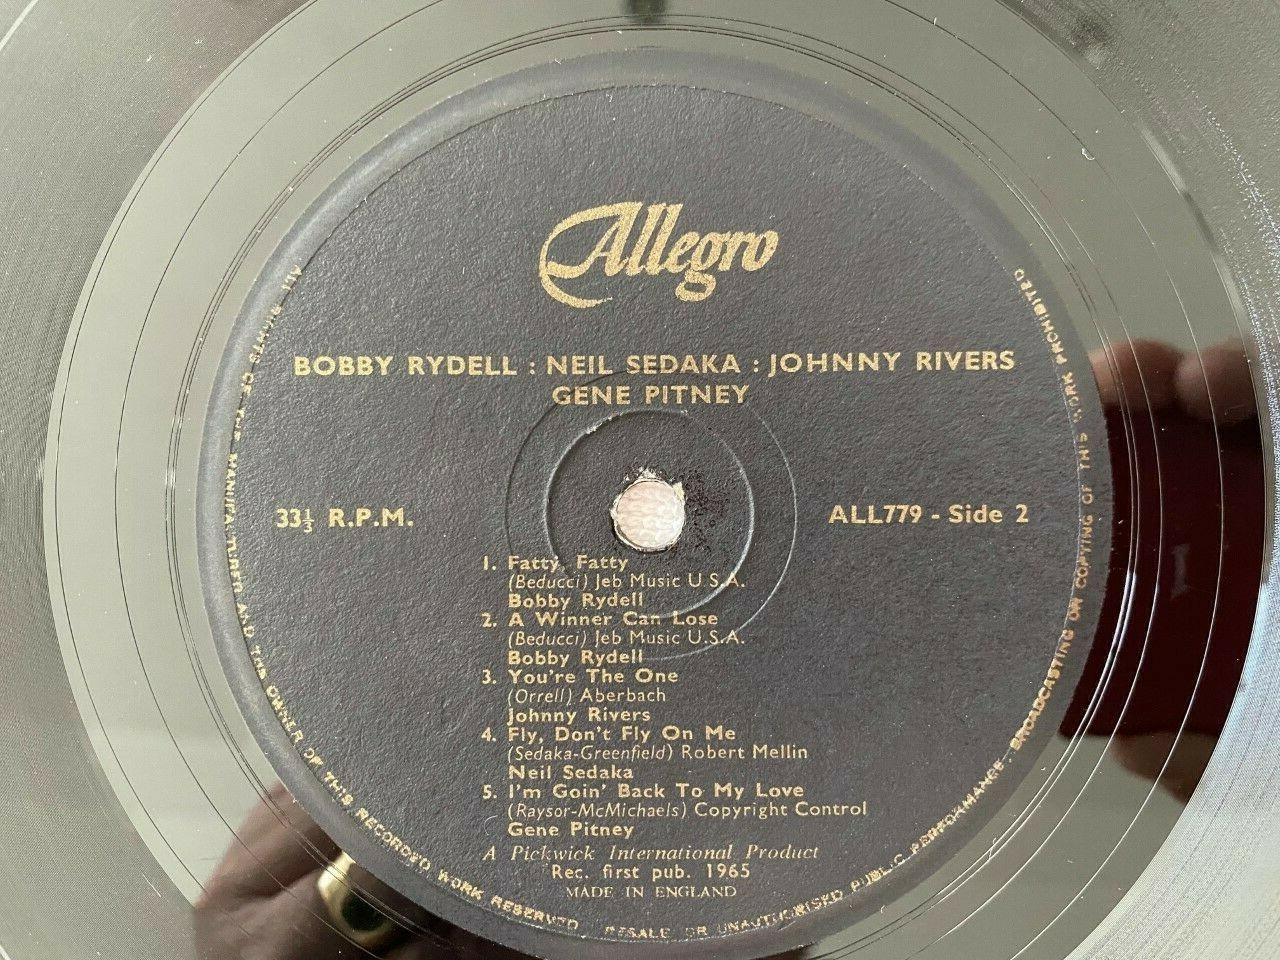 Allegro
BOBBY RYDELL : NEIL SEDAKA : JOHNNY RIVERS
GENE PITNEY
33⅓ R.P.M.
ALL779 - Side 2
1. Fatty, Fatty
(Beducci) Jeb Music U.S.A.
Bobby Rydell
2. A Winner Can Lose
(Beducci) Jeb Music U.S.A.
Bobby Rydell
3. You're The One
(Orrell) Aberbach
Johnny Rivers
4. Fly, Don't Fly On Me
(Sedaka-Greenfield) Robert Mellin
Neil Sedaka
5. I'm Goin' Back To My Love
(Raysor-McMichaels) Copyright Control
Gene Pitney
A Pickwick International Product
Rec. first pub. 1965
MADE IN ENGLAND
ALL RIGHTS OF THE MANUFACTURER AND THE OWNER OF THIS RECORDED WORK RESERVED RESALE OR UNAUTHORISED PUBLIC PERFORMANCE. BROADCASTING OR COPYING OF THIS WORK PROHIBITED